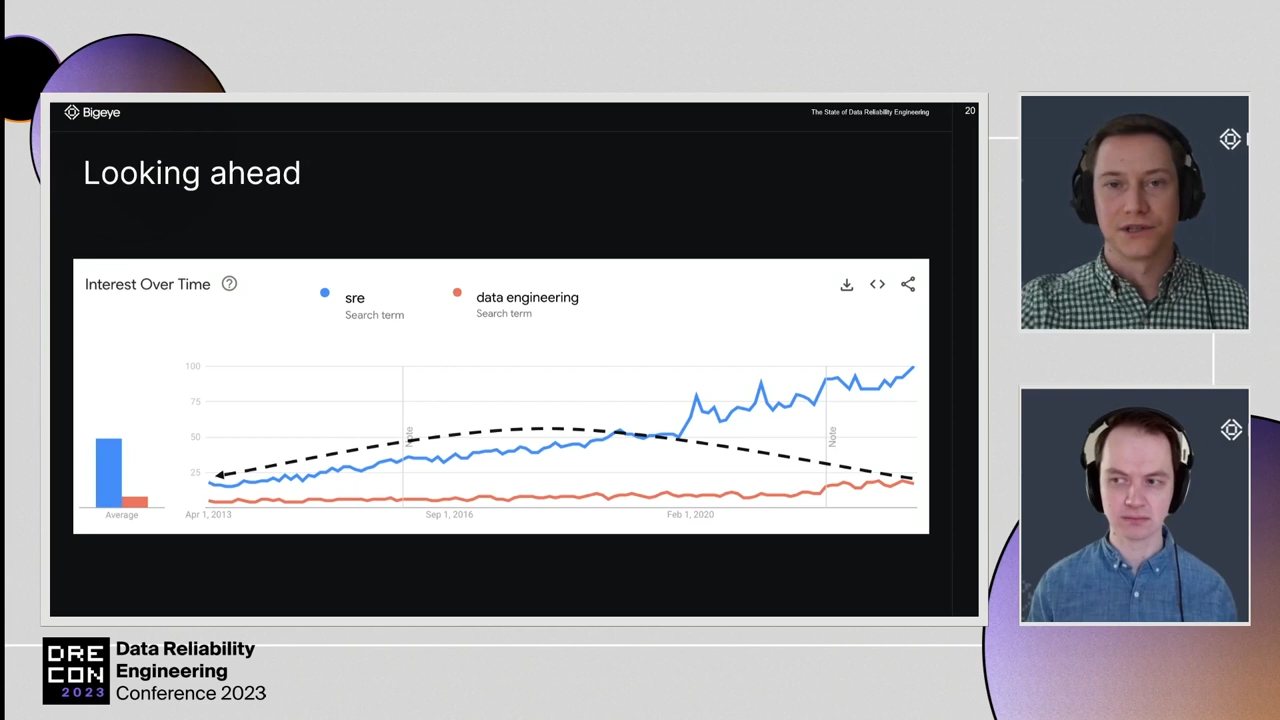 Bigeye
The State of Data Reliability Engineering
20
Looking ahead
Interest Over Time
?
sre
Search term
data engineering
Search term
100
75
50
25
Note
Note
Average
Apr 1, 2013
Sep 1, 2016
Feb 1, 2020
DRE
CON
2023
Data Reliability
Engineering
Conference 2023